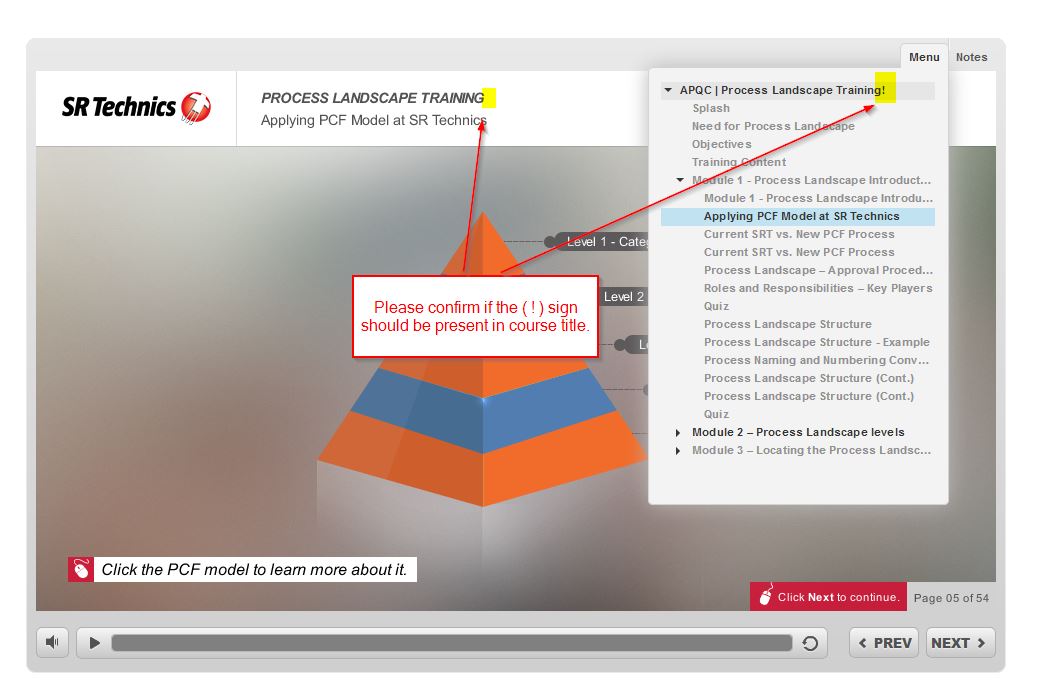 Menu
Notes
SR Technics
PROCESS LANDSCAPE TRAINING
Applying PCF Model at SR Technics
APQC | Process Landscape Training!
Splash
Need for Process Landscape
Objectives
Training Content
Module 1 - Process Landscape Introduct...
Module 1 - Process Landscape Introdu...
Applying PCF Model at SR Technics
Current SRT vs. New PCF Process
Current SRT vs. New PCF Process
Process Landscape – Approval Proced...
Roles and Responsibilities – Key Players
Quiz
Process Landscape Structure
Process Landscape Structure - Example
Process Naming and Numbering Conv...
Process Landscape Structure (Cont.)
Process Landscape Structure (Cont.)
Quiz
Module 2 – Process Landscape levels
Module 3 – Locating the Process Landsc...
Level 1 - Categ
Level 2
Please confirm if the ( ! ) sign
should be present in course title.
Click the PCF model to learn more about it.
Click Next to continue.
Page 05 of 54
PREV
NEXT